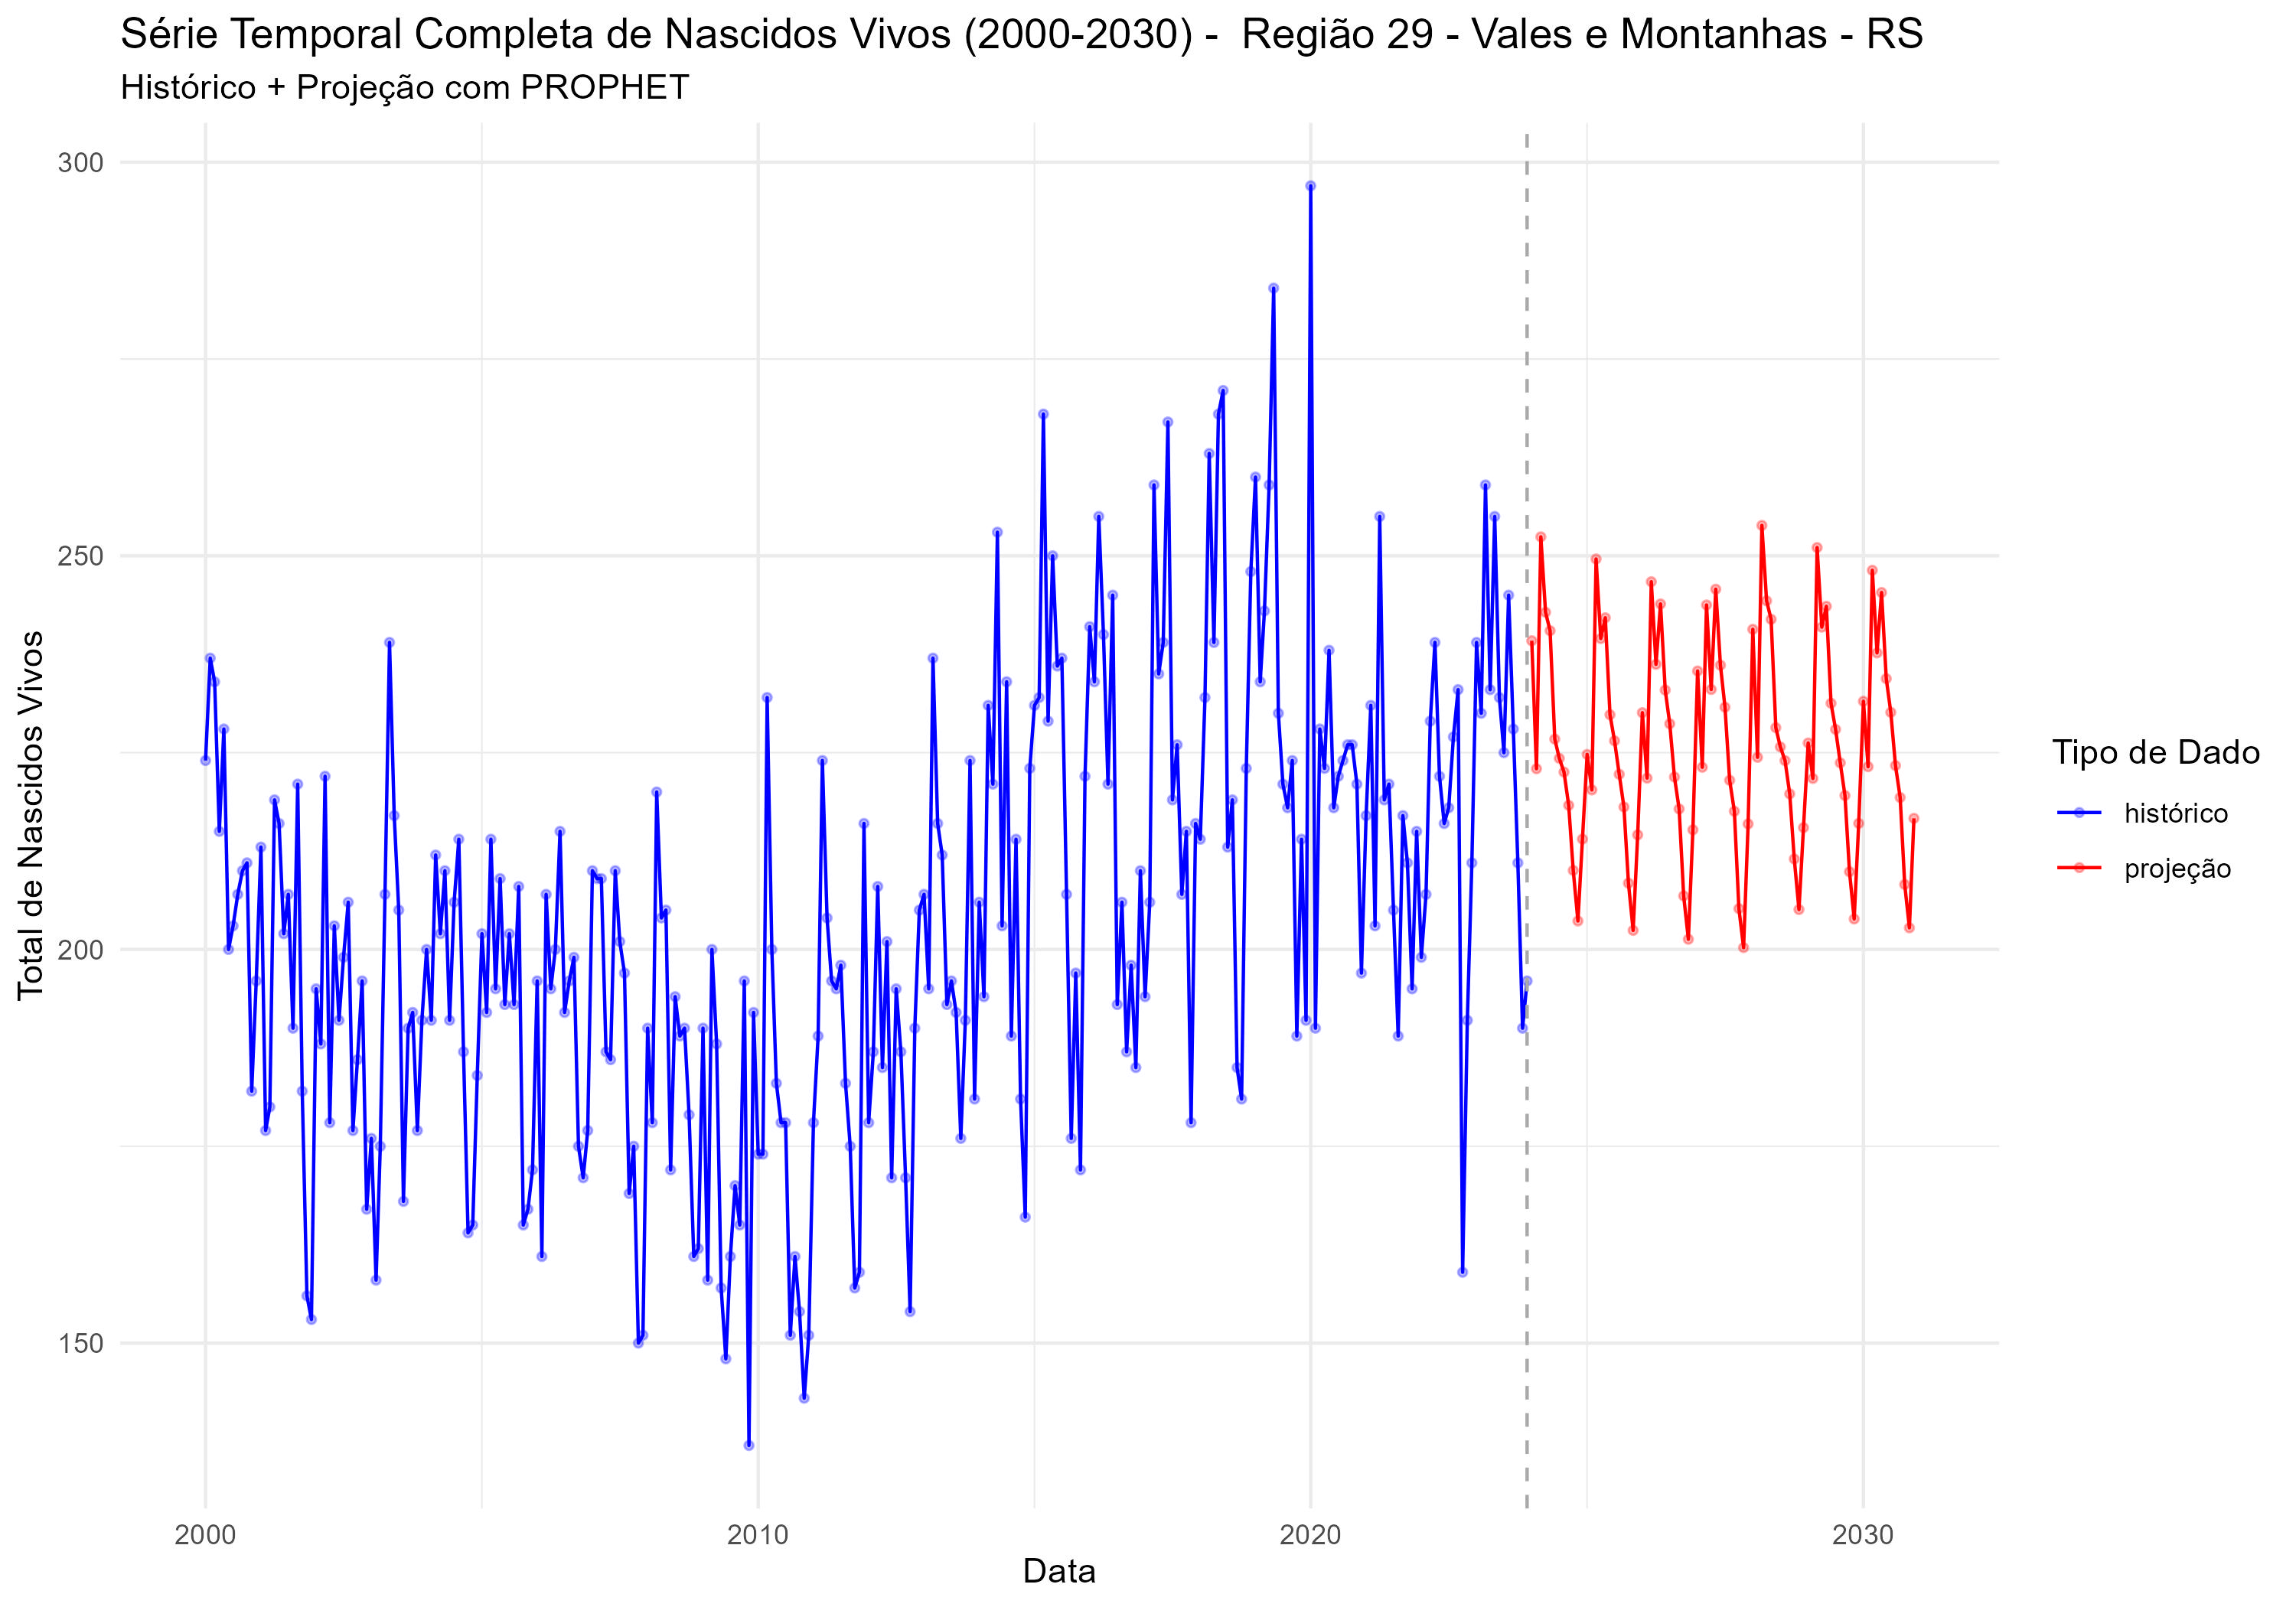 Série Temporal Completa de Nascidos Vivos (2000-2030) -  Região 29 - Vales e Montanhas - RS
Histórico + Projeção com PROPHET
Total de Nascidos Vivos
300
250
200
150
2000
2010
2020
2030
Data
Tipo de Dado
histórico
projeção